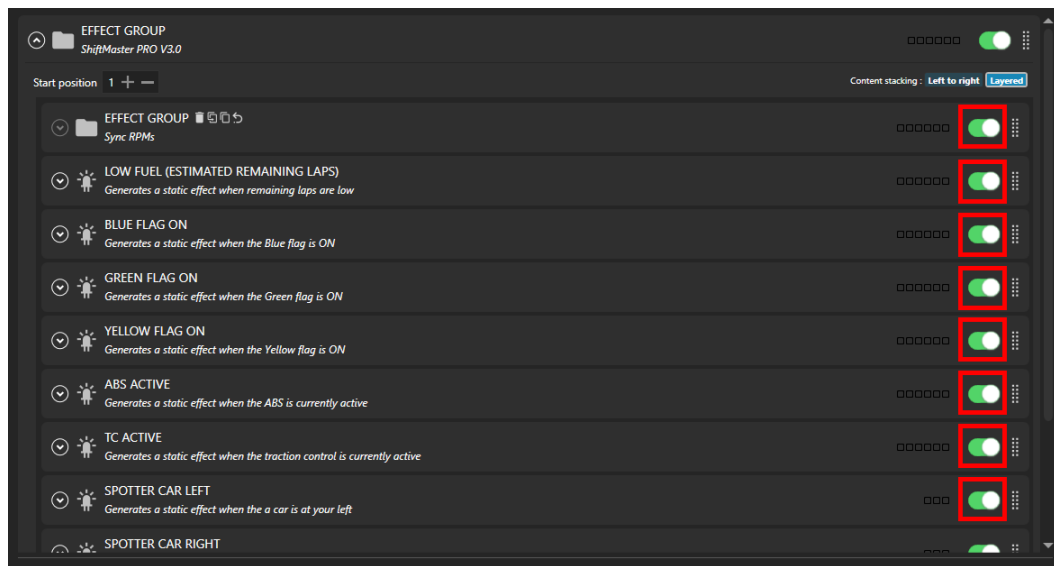 EFFECT GROUP
ShiftMaster PRO V3.0
Start position 1 + − Content stacking : Left to right Layered
EFFECT GROUP
Sync RPMs
LOW FUEL (ESTIMATED REMAINING LAPS)
Generates a static effect when remaining laps are low
BLUE FLAG ON
Generates a static effect when the Blue flag is ON
GREEN FLAG ON
Generates a static effect when the Green flag is ON
YELLOW FLAG ON
Generates a static effect when the Yellow flag is ON
ABS ACTIVE
Generates a static effect when the ABS is currently active
TC ACTIVE
Generates a static effect when the traction control is currently active
SPOTTER CAR LEFT
Generates a static effect when the a car is at your left
SPOTTER CAR RIGHT